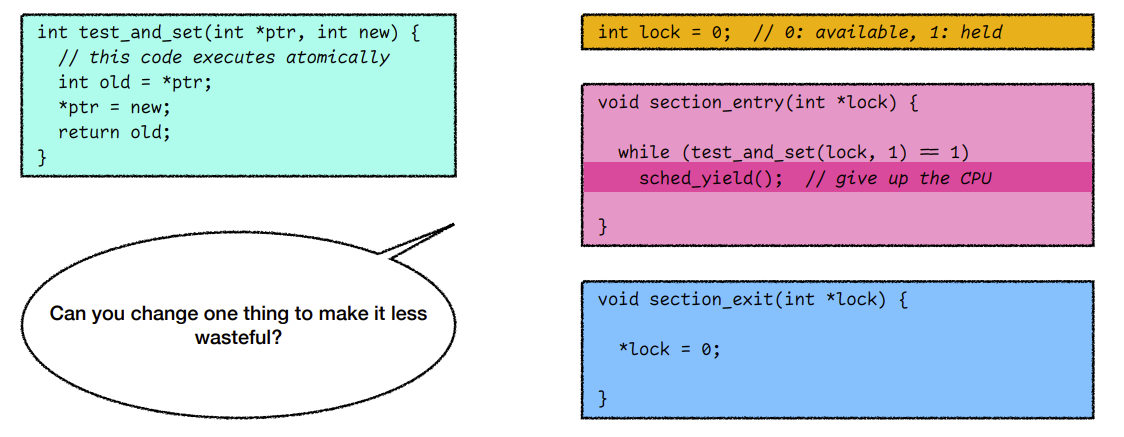 int test_and_set(int *ptr, int new) {
// this code executes atomically
int old = *ptr;
*ptr = new;
return old;
}
Can you change one thing to make it less
wasteful?
int lock = 0;  // 0: available, 1: held
void section_entry(int *lock) {
while (test_and_set(lock, 1) == 1)
sched_yield();  // give up the CPU
}
void section_exit(int *lock) {
*lock = 0;
}